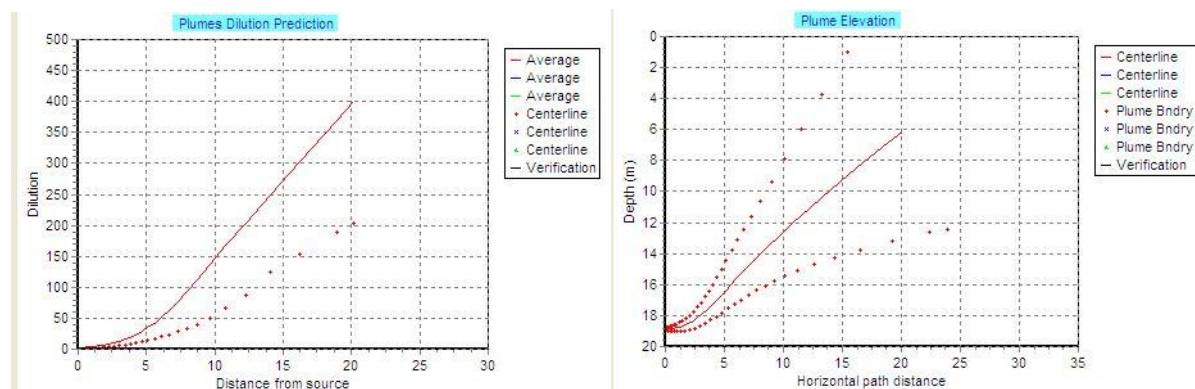 Plumes Dilution Prediction
500
450
400
350
300
250
200
150
100
50
0
Dilution
0 5 10 15 20 25 30
Distance from source
Average
Average
Average
Centerline
Centerline
Centerline
Verification
Plume Elevation
0
2
4
6
8
10
12
14
16
18
20
Depth (m)
0 5 10 15 20 25 30 35
Horizontal path distance
Centerline
Centerline
Centerline
Plume Bndry
Plume Bndry
Plume Bndry
Verification